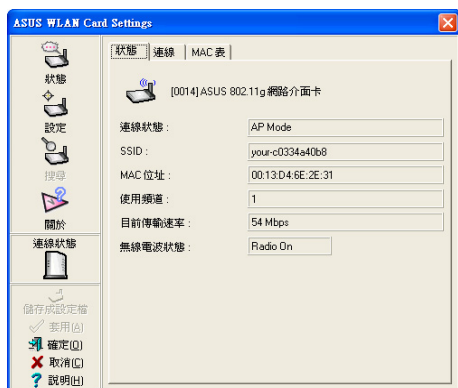 ASUS WLAN Card Settings
狀態
設定
搜尋
關於
連線狀態
儲存成設定檔
套用(A)
確定(O)
取消(C)
說明(H)
狀態 連線 MAC 表
[0014] ASUS 802.11g 網路介面卡
連線狀態 : AP Mode
SSID : your-c0334a40b8
MAC 位址 : 00:13:D4:6E:2E:31
使用頻道 : 1
目前傳輸速率 : 54 Mbps
無線電波狀態 : Radio On